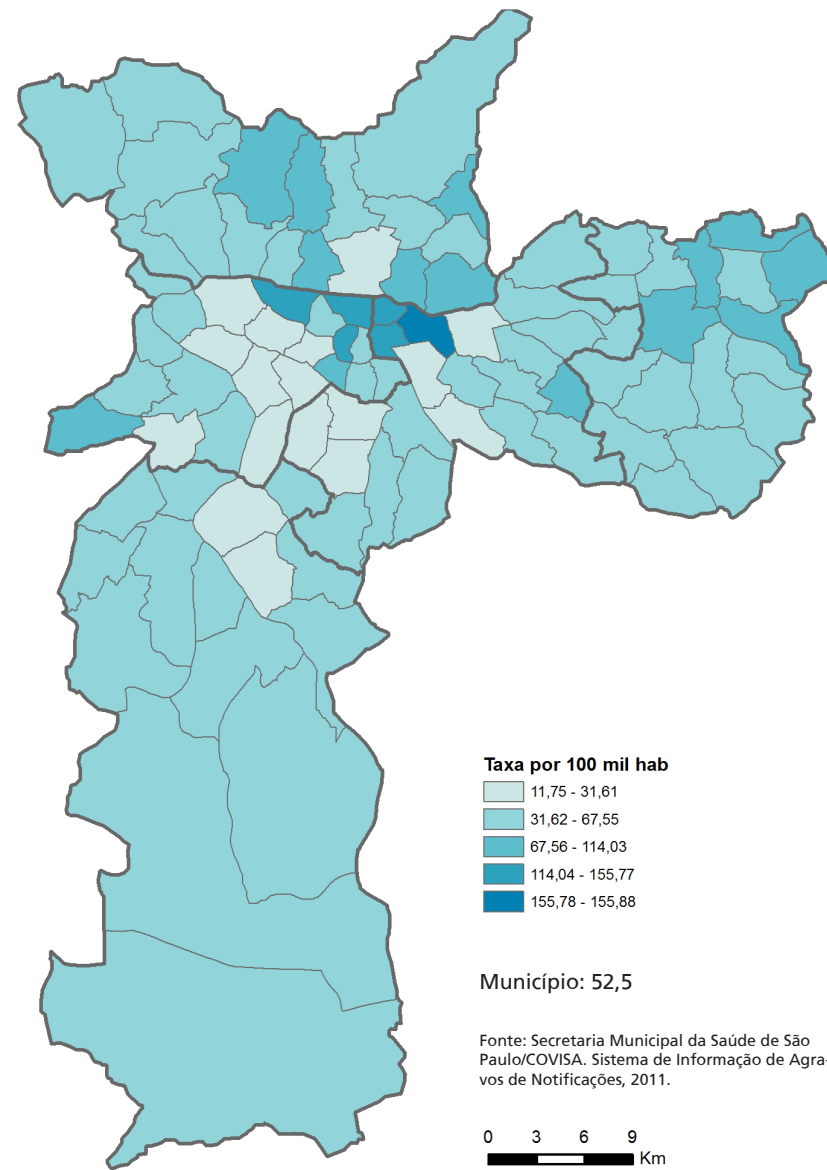 Taxa por 100 mil hab
11,75 - 31,61
31,62 - 67,55
67,56 - 114,03
114,04 - 155,77
155,78 - 155,88
Município: 52,5
Fonte: Secretaria Municipal da Saúde de São
Paulo/COVISA. Sistema de Informação de Agra-
vos de Notificações, 2011.
0 3 6 9
Km